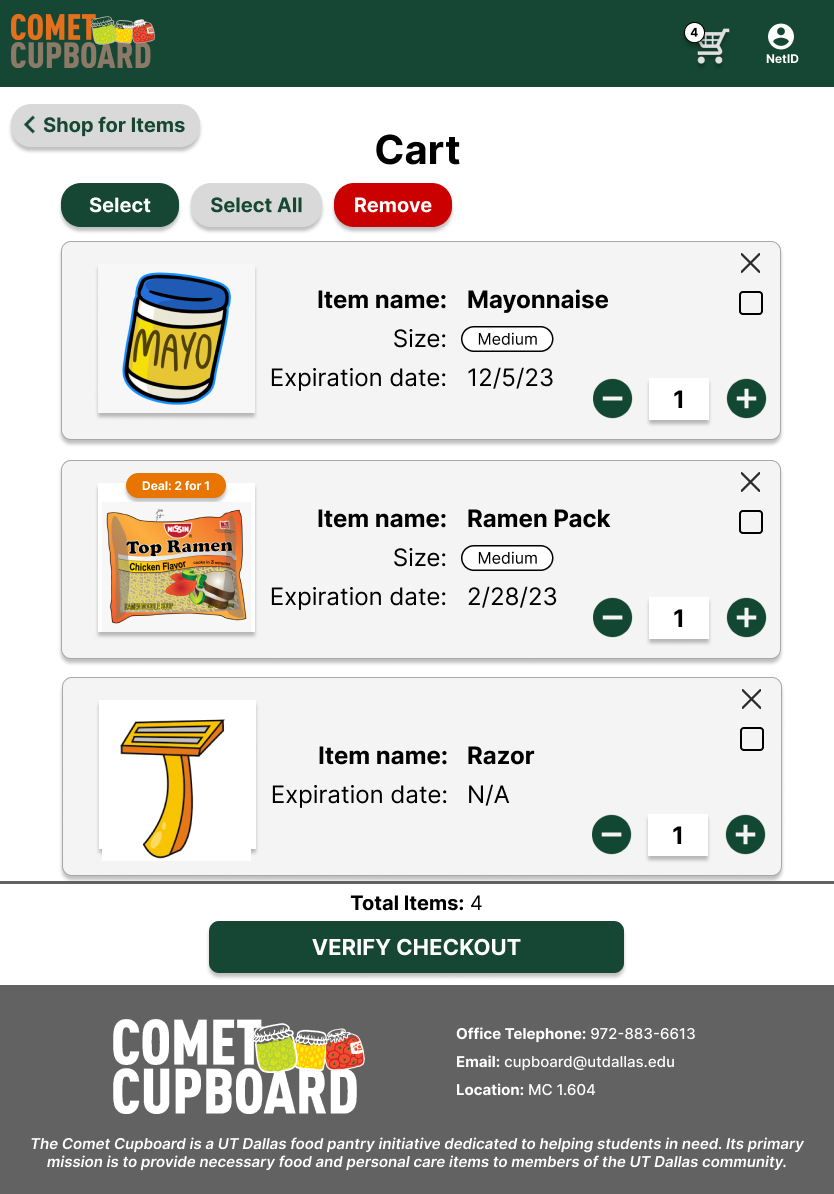 COMET
CUPBOARD
4
NetID
Shop for Items
Cart
Select
Select All
Remove
MAYO
Item name: Mayonnaise
Size: Medium
Expiration date: 12/5/23
1
Deal: 2 for 1
NISSIN
Top Ramen
Chicken Flavor
RAMEN NOODLE SOUP
Item name: Ramen Pack
Size: Medium
Expiration date: 2/28/23
1
Item name: Razor
Expiration date: N/A
1
Total Items: 4
VERIFY CHECKOUT
COMET
CUPBOARD
Office Telephone: 972-883-6613
Email: cupboard@utdallas.edu
Location: MC 1.604
The Comet Cupboard is a UT Dallas food pantry initiative dedicated to helping students in need. Its primary
mission is to provide necessary food and personal care items to members of the UT Dallas community.